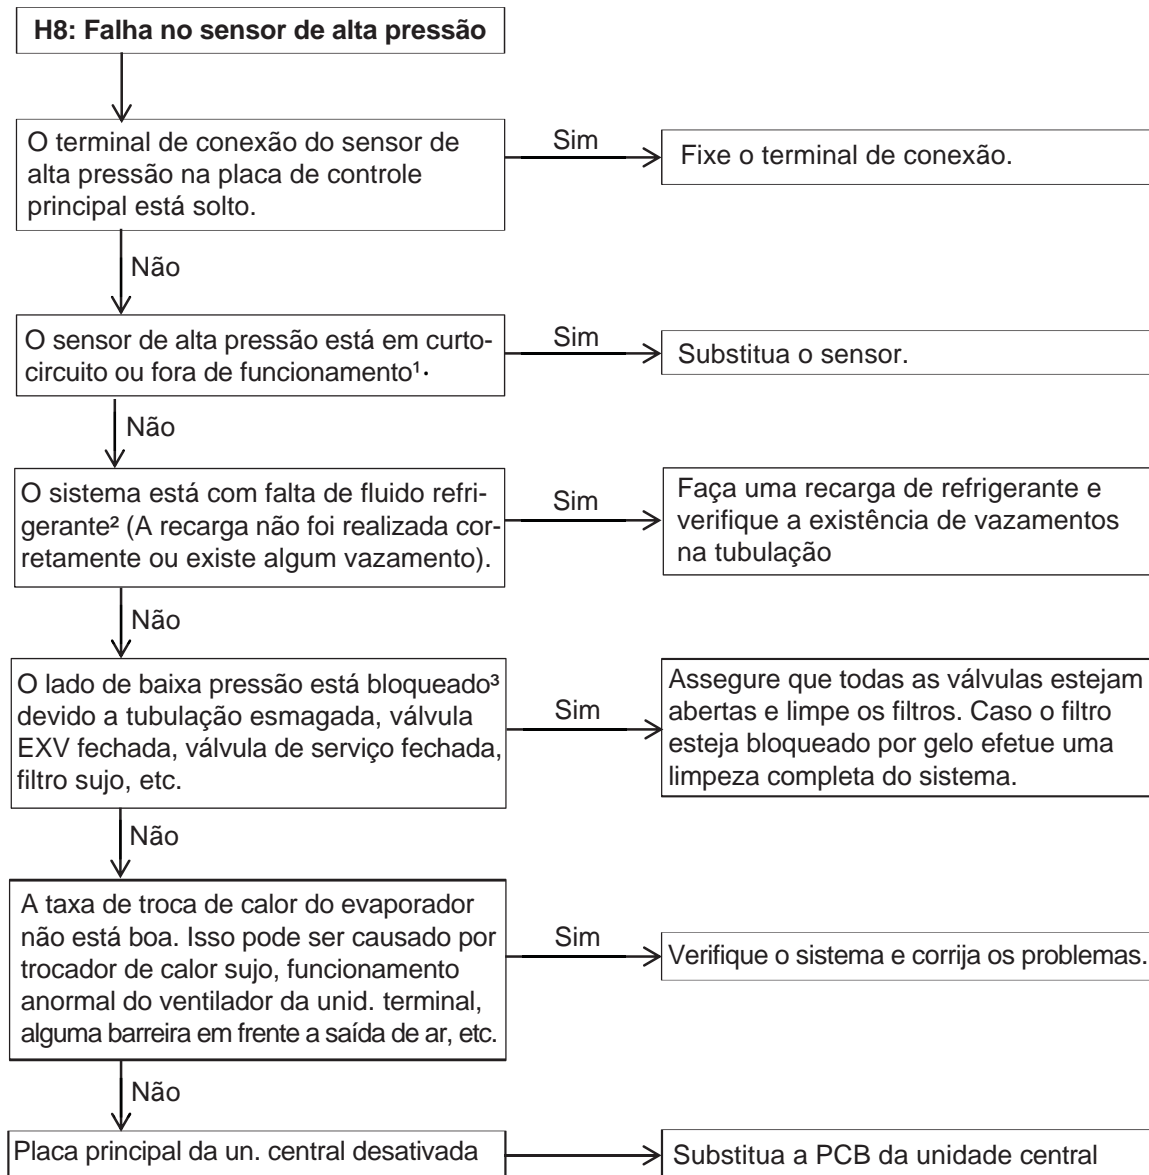 H8: Falha no sensor de alta pressão
O terminal de conexão do sensor de
alta pressão na placa de controle
principal está solto.
Sim
Fixe o terminal de conexão.
Não
O sensor de alta pressão está em curto-
circuito ou fora de funcionamento¹.
Sim
Substitua o sensor.
Não
O sistema está com falta de fluido refri-
gerante² (A recarga não foi realizada cor-
retamente ou existe algum vazamento).
Sim
Faça uma recarga de refrigerante e
verifique a existência de vazamentos
na tubulação
Não
O lado de baixa pressão está bloqueado³
devido a tubulação esmagada, válvula
EXV fechada, válvula de serviço fechada,
filtro sujo, etc.
Sim
Assegure que todas as válvulas estejam
abertas e limpe os filtros. Caso o filtro
esteja bloqueado por gelo efetue uma
limpeza completa do sistema.
Não
A taxa de troca de calor do evaporador
não está boa. Isso pode ser causado por
trocador de calor sujo, funcionamento
anormal do ventilador da unid. terminal,
alguma barreira em frente a saída de ar, etc.
Sim
Verifique o sistema e corrija os problemas.
Não
Placa principal da un. central desativada
Substitua a PCB da unidade central